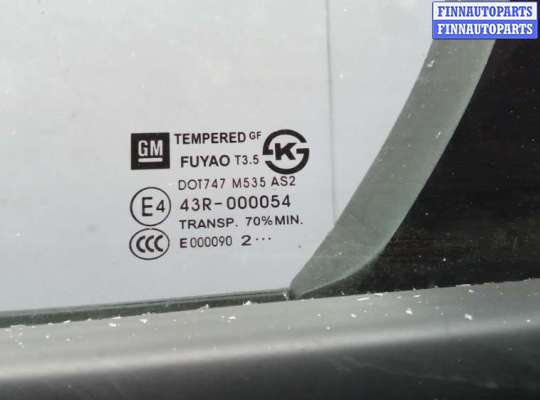 FINNAUTOPARTS
FINNAUTOPARTS
GM TEMPERED GF
FUYAO T3.5
DOT747 M535 AS2
E4 43R-000054
TRANSP. 70% MIN.
CCC E000090 2···